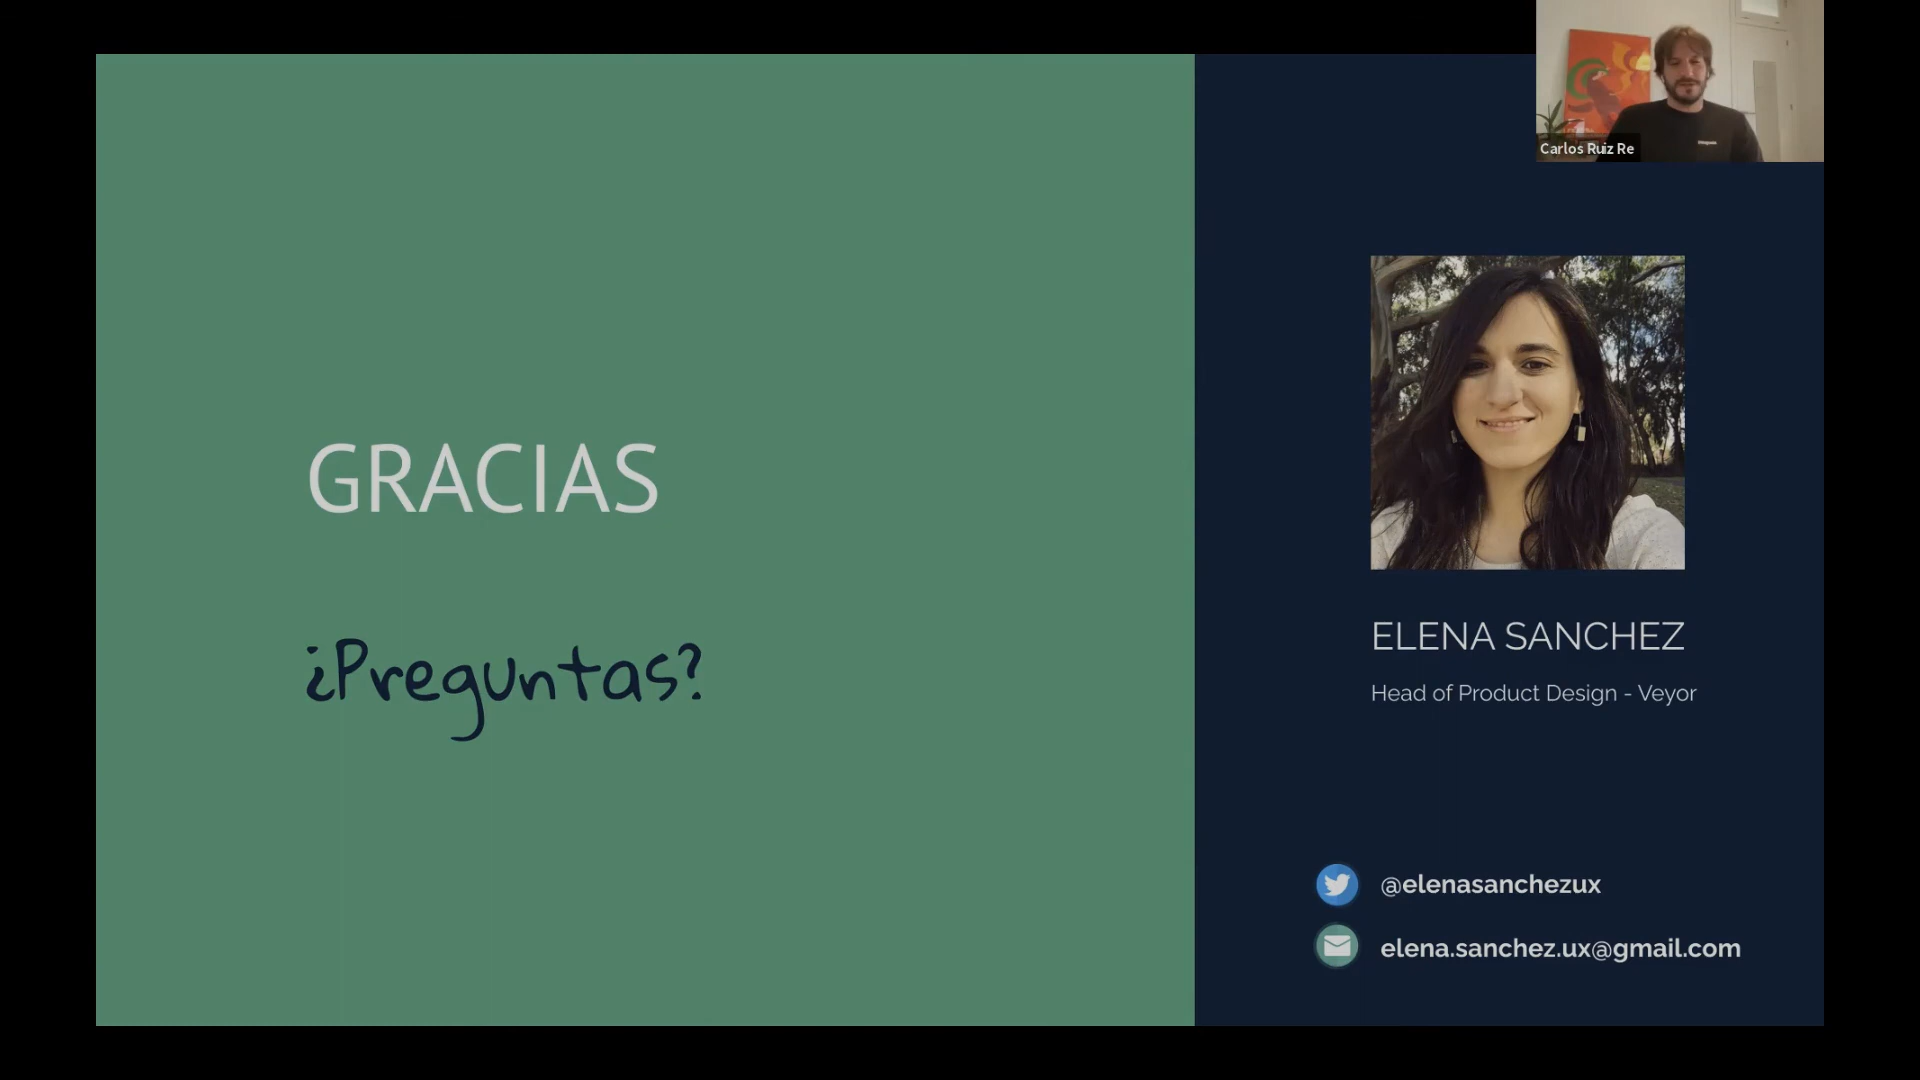 Carlos Ruiz Re
GRACIAS
¿Preguntas?
ELENA SANCHEZ
Head of Product Design - Veyor
@elenasanchezux
elena.sanchez.ux@gmail.com